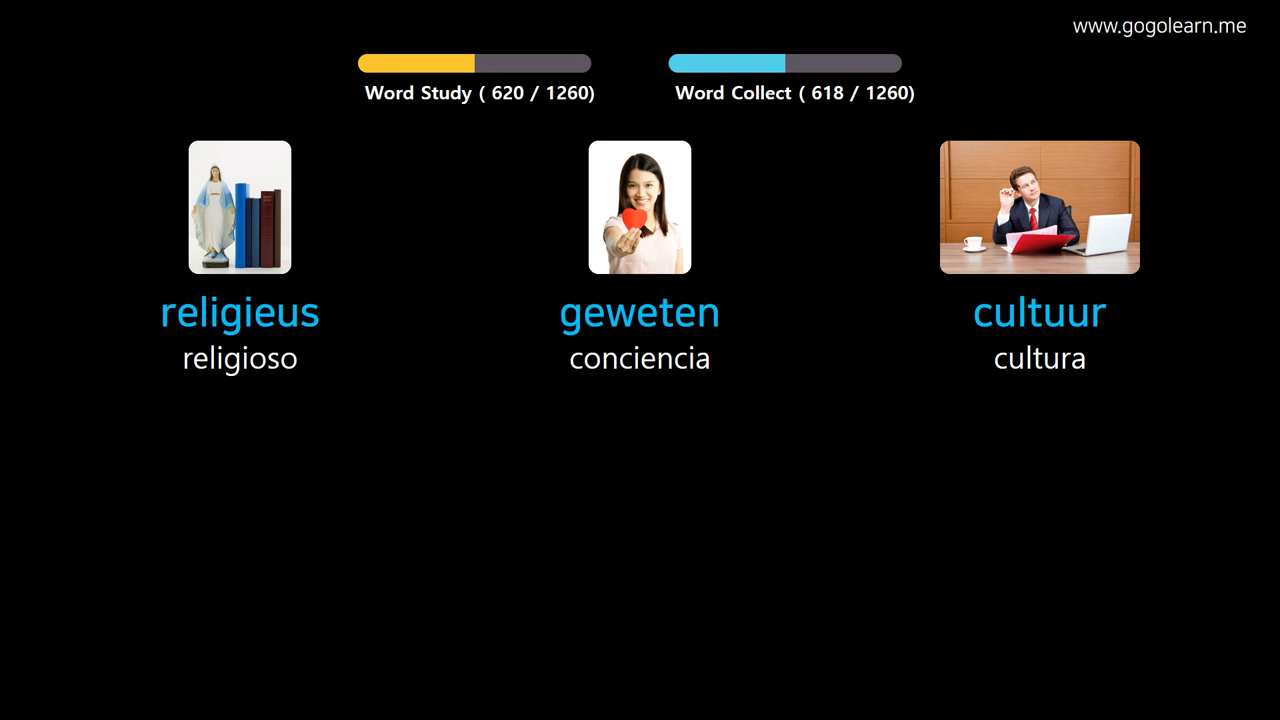 www.gogolearn.me
Word Study ( 620 / 1260)
Word Collect ( 618 / 1260)
religieus
religioso
geweten
conciencia
cultuur
cultura